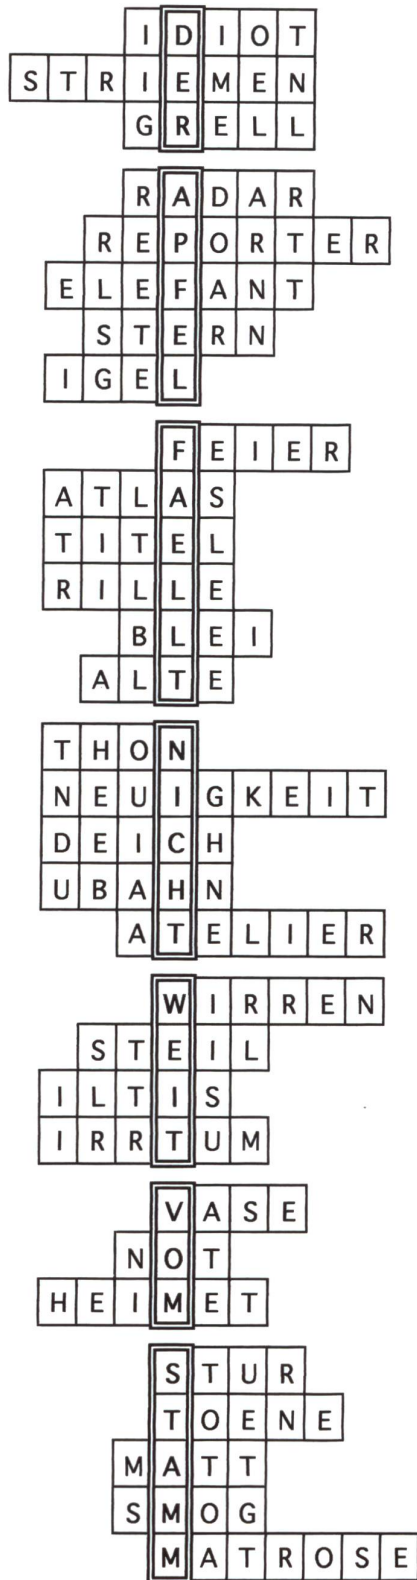 IDIOT
STRIEMEN
GRELL
RADAR
REPORTER
ELEFANT
STERN
IGEL
FEIER
ATLAS
TITEL
RILLE
BLEI
ALTE
THON
NEUIGKEIT
DEICH
UBAHN
ATELIER
WIRREN
STEIL
ILTIS
IRRTUM
VASE
NOT
HEIMET
STUR
TOENE
MATT
SMOG
MATROSE